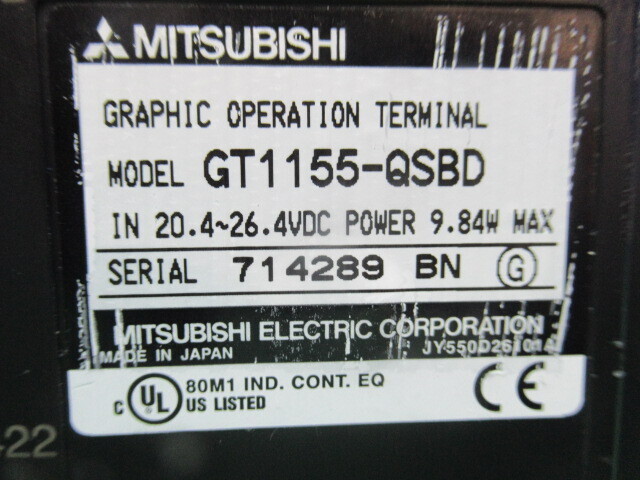 MITSUBISHI
GRAPHIC OPERATION TERMINAL
MODEL GT1155-QSBD
IN 20.4~26.4VDC POWER 9.84W MAX
SERIAL 714289 BN G
MITSUBISHI ELECTRIC CORPORATION
MADE IN JAPAN
C UL US LISTED
80M1 IND. CONT. EQ
CE
-22